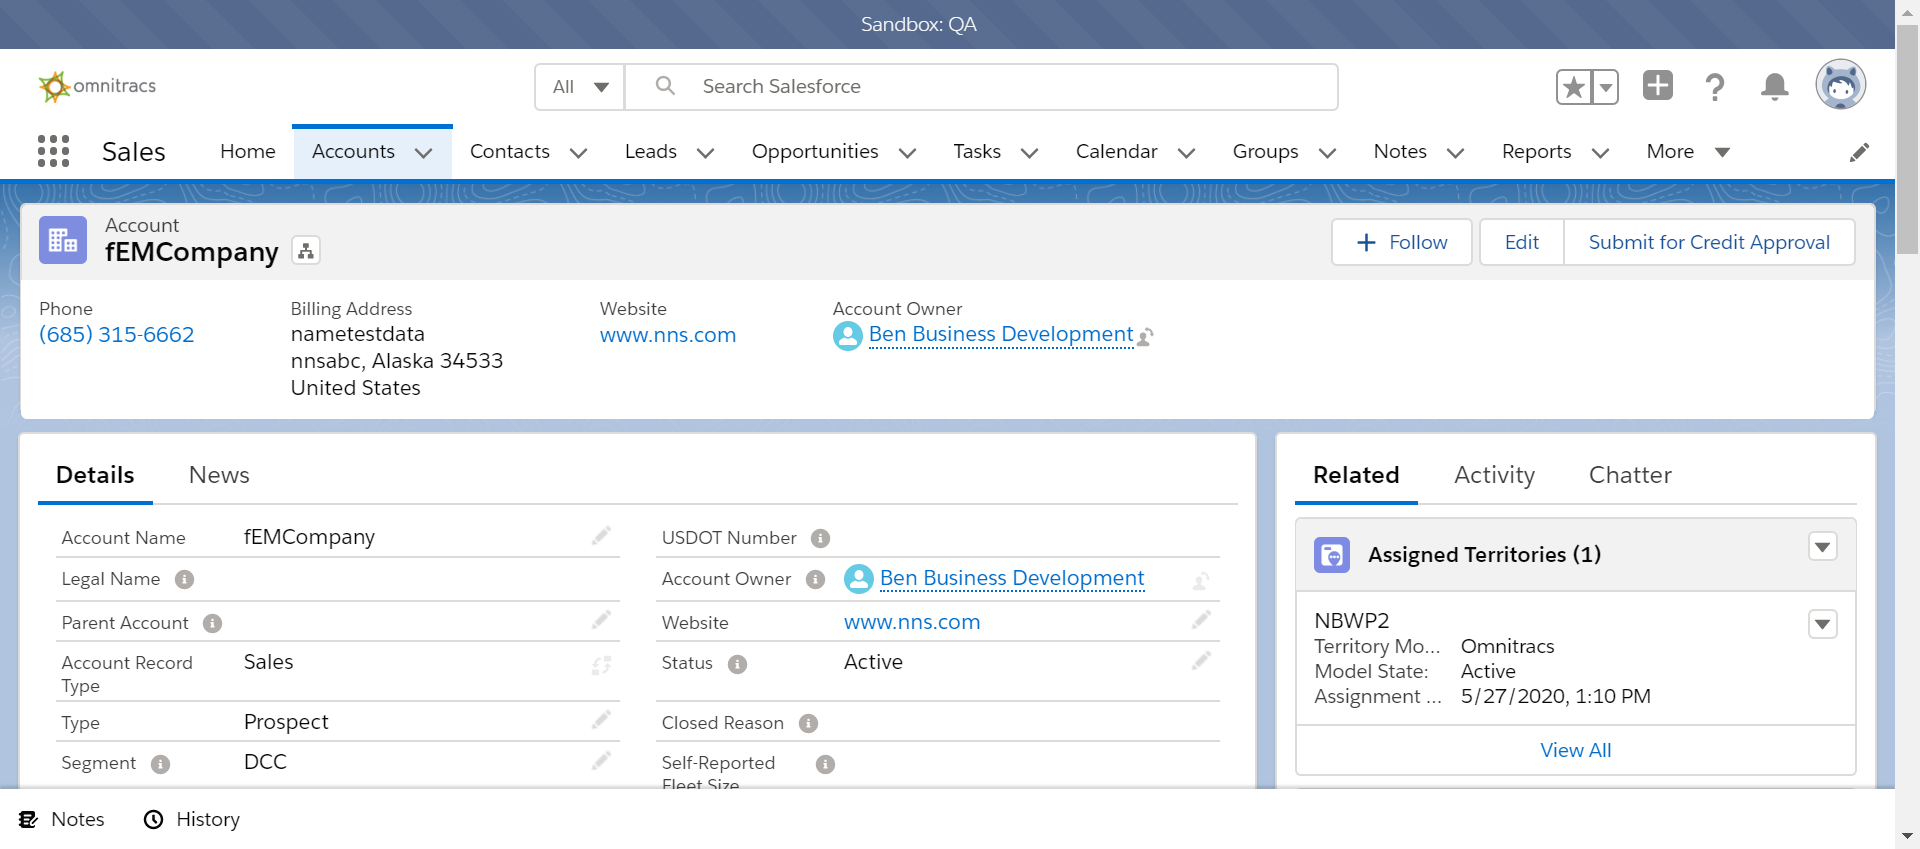 Sandbox: QA
omnitracs
All
Search Salesforce
Sales
Home
Accounts
Contacts
Leads
Opportunities
Tasks
Calendar
Groups
Notes
Reports
More
Account
fEMCompany
Follow
Edit
Submit for Credit Approval
Phone
(685) 315-6662
Billing Address
nametestdata
nnsabc, Alaska 34533
United States
Website
www.nns.com
Account Owner
Ben Business Development
Details
News
Account Name
fEMCompany
USDOT Number
Legal Name
Account Owner
Ben Business Development
Parent Account
Website
www.nns.com
Account Record
Type
Sales
Status
Active
Type
Prospect
Closed Reason
Segment
DCC
Self-Reported
Fleet Size
Related
Activity
Chatter
Assigned Territories (1)
NBWP2
Territory Mo... Omnitracs
Model State: Active
Assignment ... 5/27/2020, 1:10 PM
View All
Notes
History